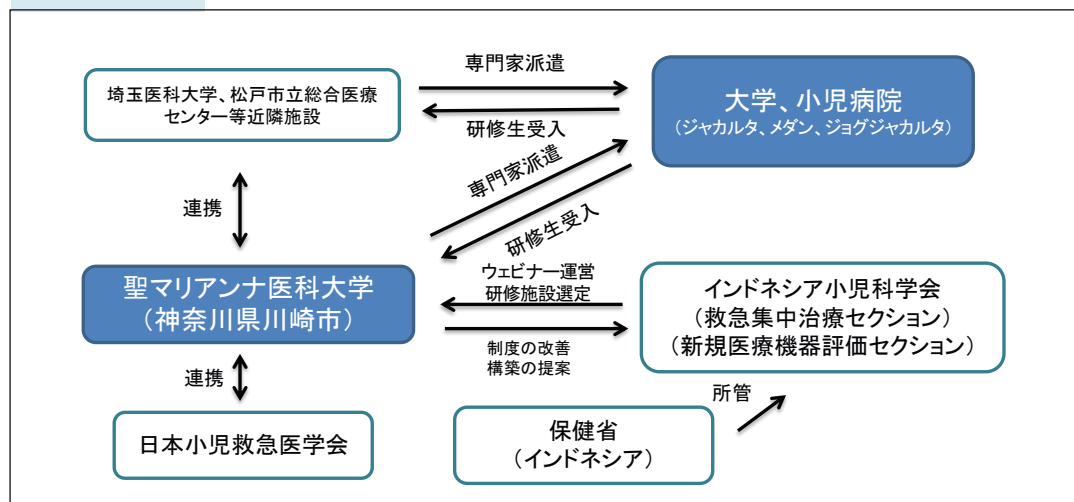 専門家派遣
埼玉医科大学、松戸市立総合医療
センター等近隣施設
大学、小児病院
（ジャカルタ、メダン、ジョグジャカルタ）
研修生受入
専門家派遣
研修生受入
連携
聖マリアンナ医科大学
（神奈川県川崎市）
ウェビナー運営
研修施設選定
インドネシア小児科学会
（救急集中治療セクション）
（新規医療機器評価セクション）
制度の改善
構築の提案
連携
所管
日本小児救急医学会
保健省
（インドネシア）